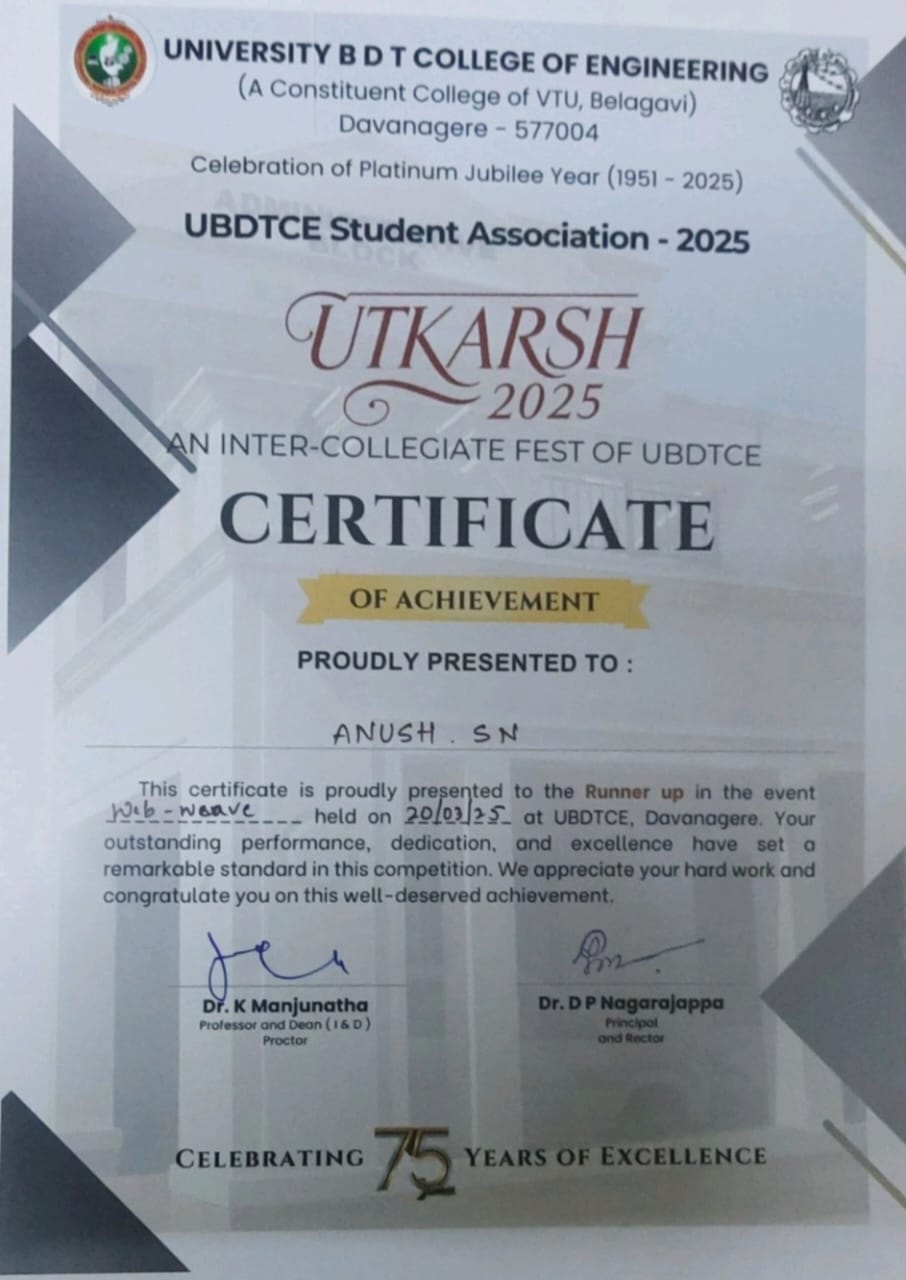 UNIVERSITY B D T COLLEGE OF ENGINEERING
(A Constituent College of VTU, Belagavi)
Davanagere - 577004
Celebration of Platinum Jubilee Year (1951 - 2025)
ADMINISTRATIVE
BLOCK
UBDTCE Student Association - 2025
UTKARSH
2025
AN INTER-COLLEGIATE FEST OF UBDTCE
CERTIFICATE
OF ACHIEVEMENT
PROUDLY PRESENTED TO :
ANUSH . SN
This certificate is proudly presented to the Runner up in the event
Web-weave held on 20/03/25 at UBDTCE, Davanagere. Your
outstanding performance, dedication, and excellence have set a
remarkable standard in this competition. We appreciate your hard work and
congratulate you on this well-deserved achievement.
Dr. K Manjunatha
Professor and Dean ( I & D )
Proctor
Dr. D P Nagarajappa
Principal
and Rector
CELEBRATING 75 YEARS OF EXCELLENCE